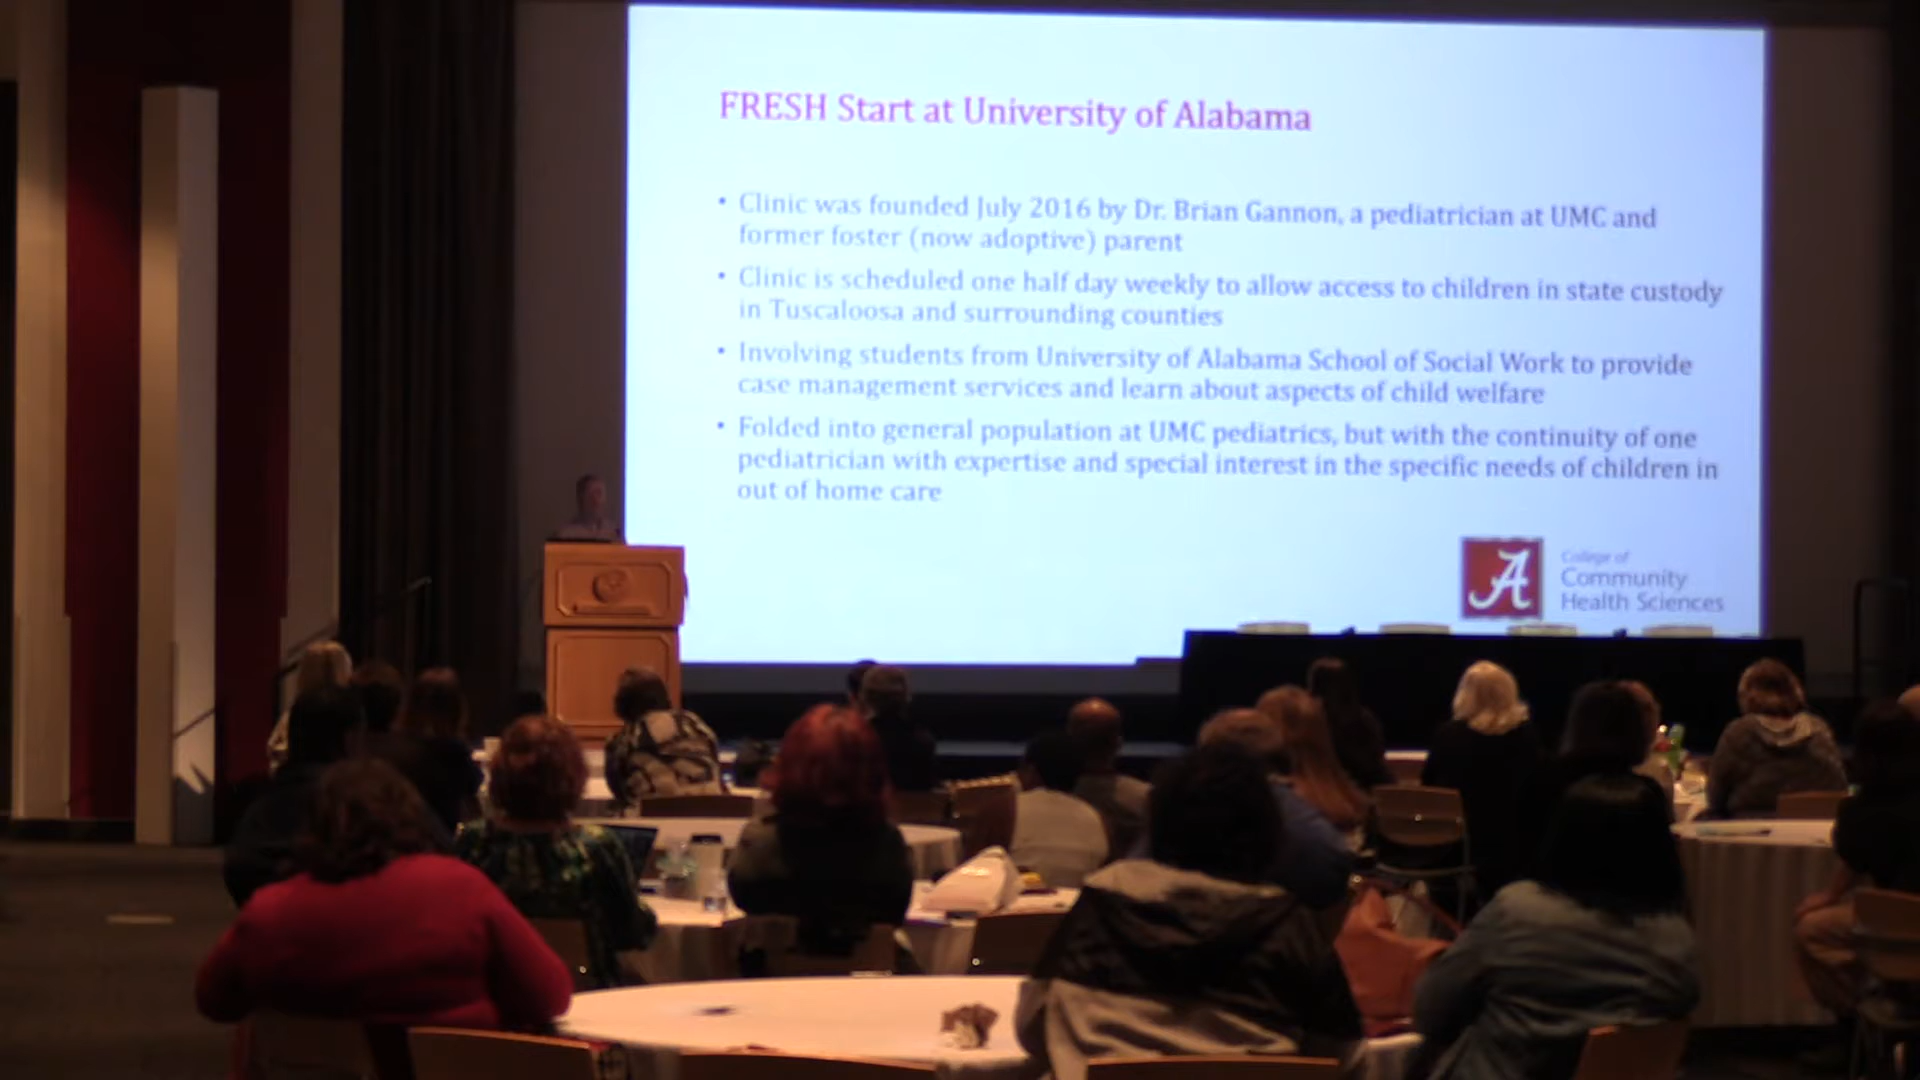 FRESH Start at University of Alabama
• Clinic was founded July 2016 by Dr. Brian Gannon, a pediatrician at UMC and
former foster (now adoptive) parent
• Clinic is scheduled one half day weekly to allow access to children in state custody
in Tuscaloosa and surrounding counties
• Involving students from University of Alabama School of Social Work to provide
case management services and learn about aspects of child welfare
• Folded into general population at UMC pediatrics, but with the continuity of one
pediatrician with expertise and special interest in the specific needs of children in
out of home care
A
College of
Community
Health Sciences